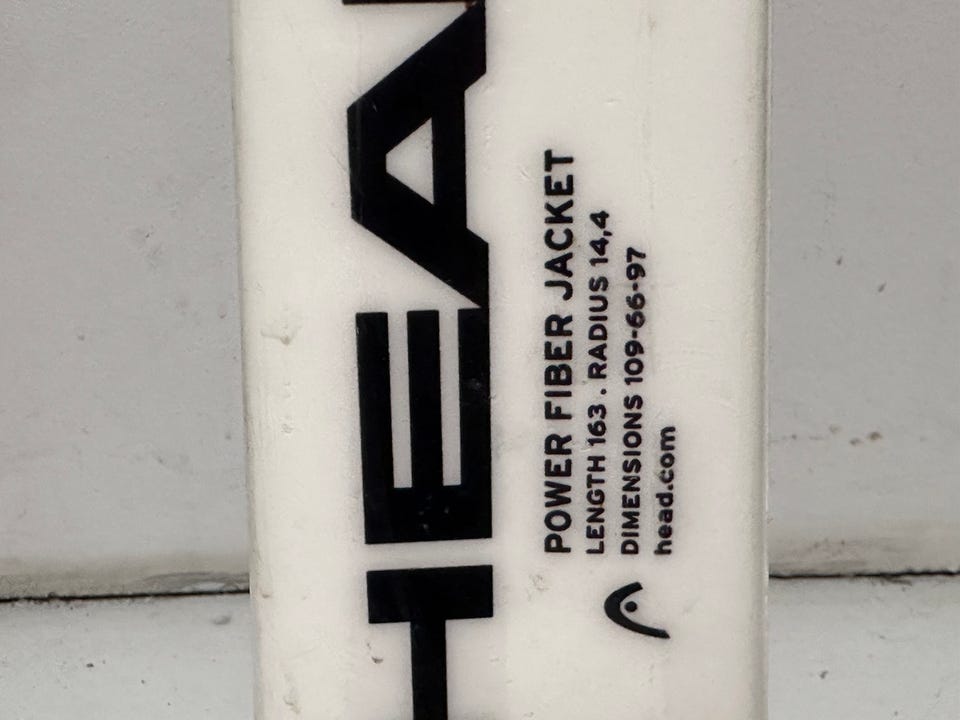 HEA
POWER FIBER JACKET
LENGTH 163 . RADIUS 14,4
DIMENSIONS 109-66-97
head.com